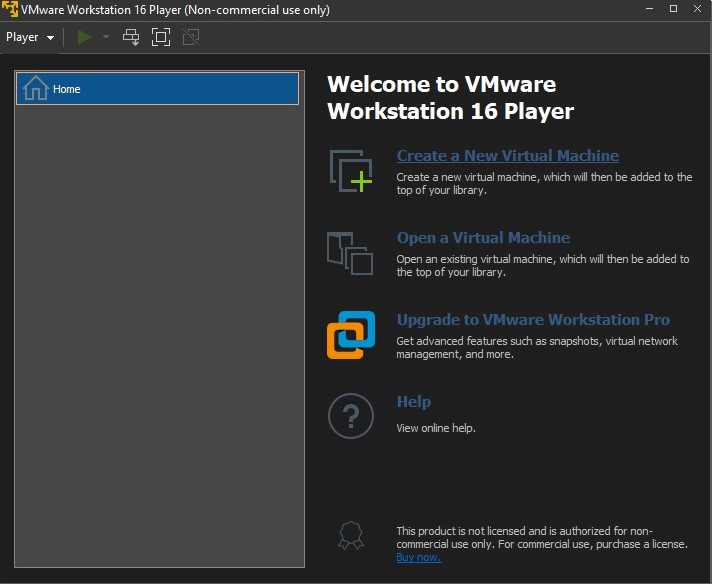 VMware Workstation 16 Player (Non-commercial use only)
Player
Home
Welcome to VMware
Workstation 16 Player
Create a New Virtual Machine
Create a new virtual machine, which will then be added to the
top of your library.
Open a Virtual Machine
Open an existing virtual machine, which will then be added to
the top of your library.
Upgrade to VMware Workstation Pro
Get advanced features such as snapshots, virtual network
management, and more.
?
Help
View online help.
This product is not licensed and is authorized for non-
commercial use only. For commercial use, purchase a license.
Buy now.